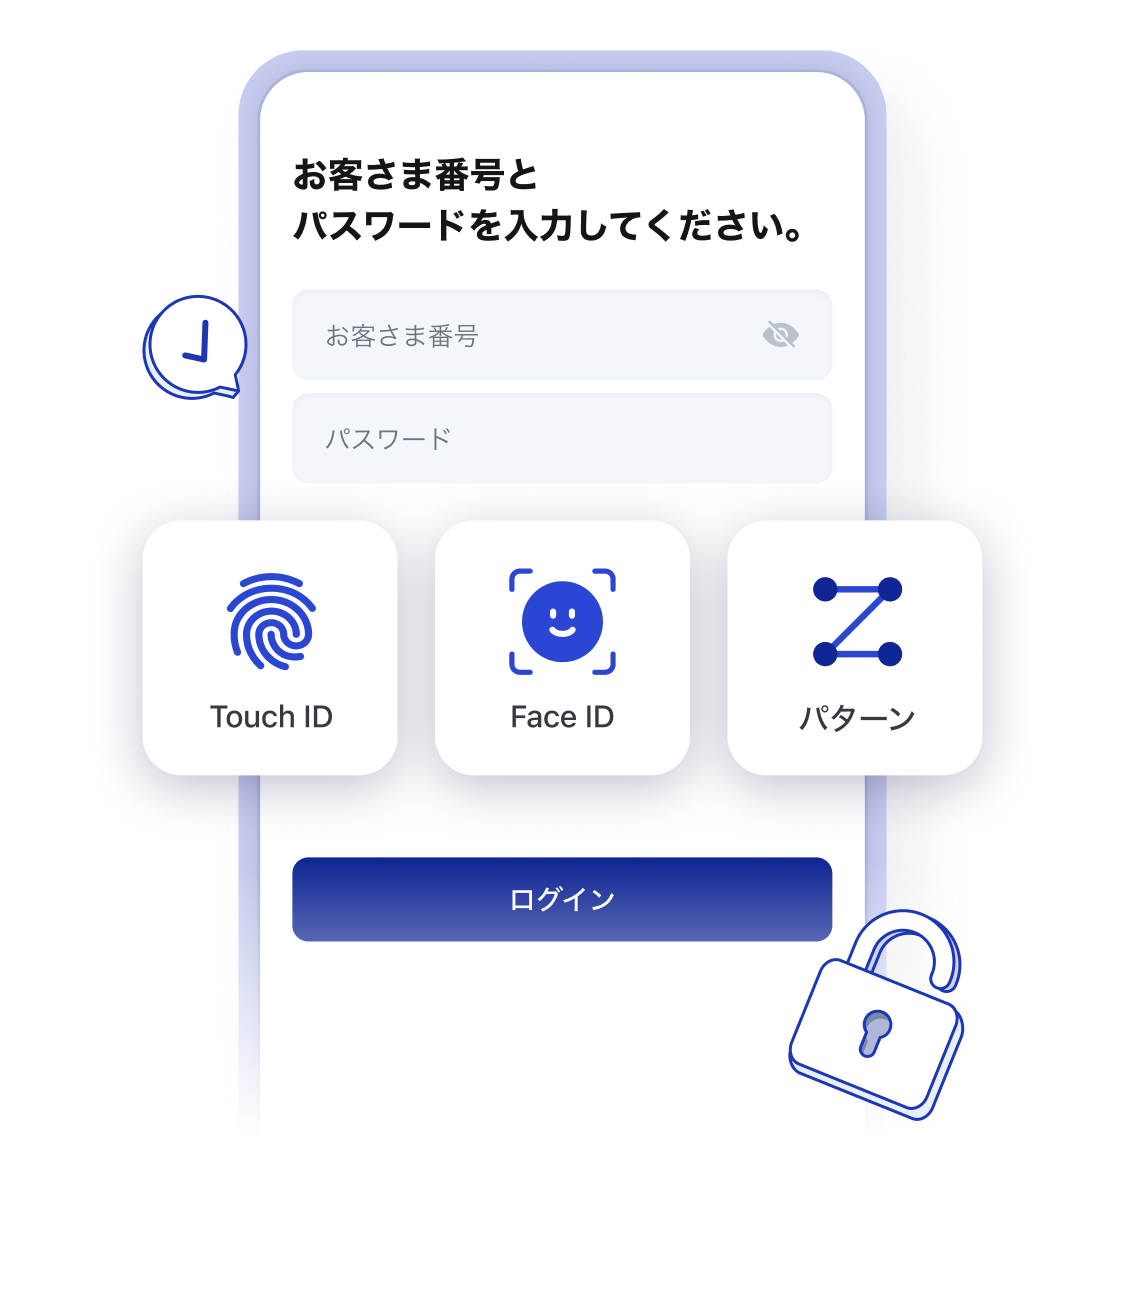 お客さま番号と
パスワードを入力してください。
お客さま番号
パスワード
Touch ID
Face ID
パターン
ログイン